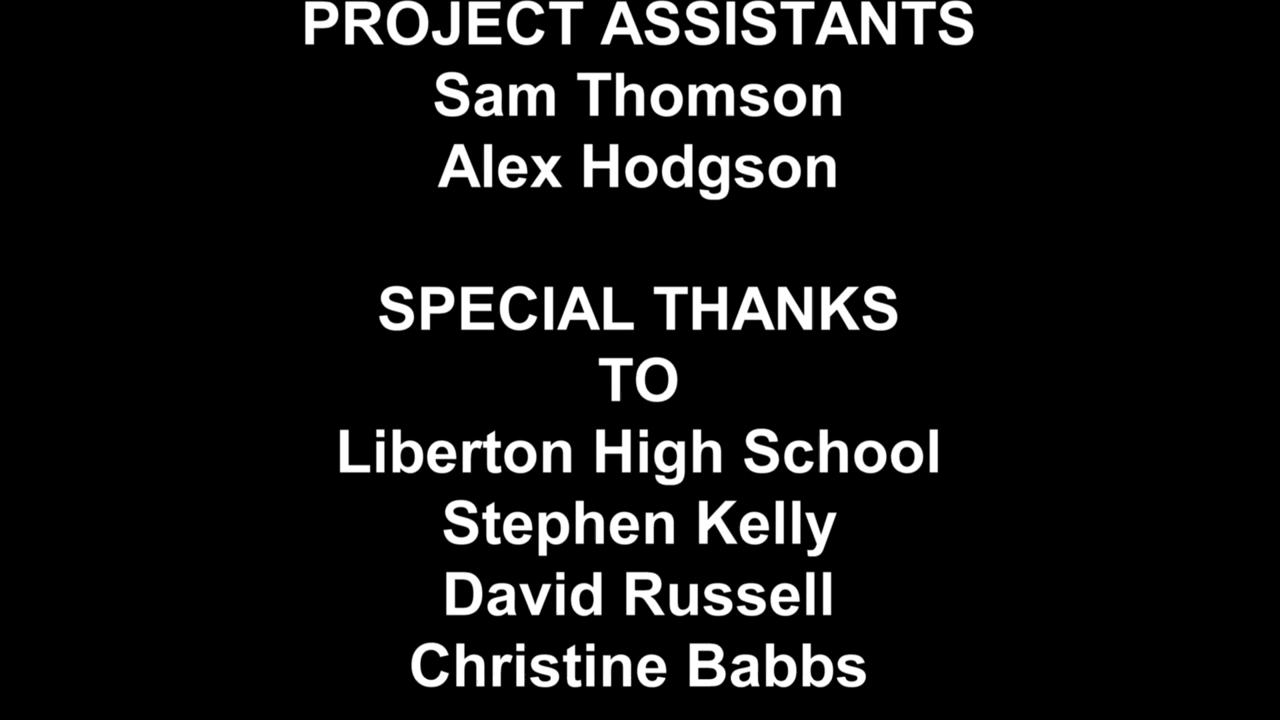 PROJECT ASSISTANTS
Sam Thomson
Alex Hodgson
SPECIAL THANKS
TO
Liberton High School
Stephen Kelly
David Russell
Christine Babbs